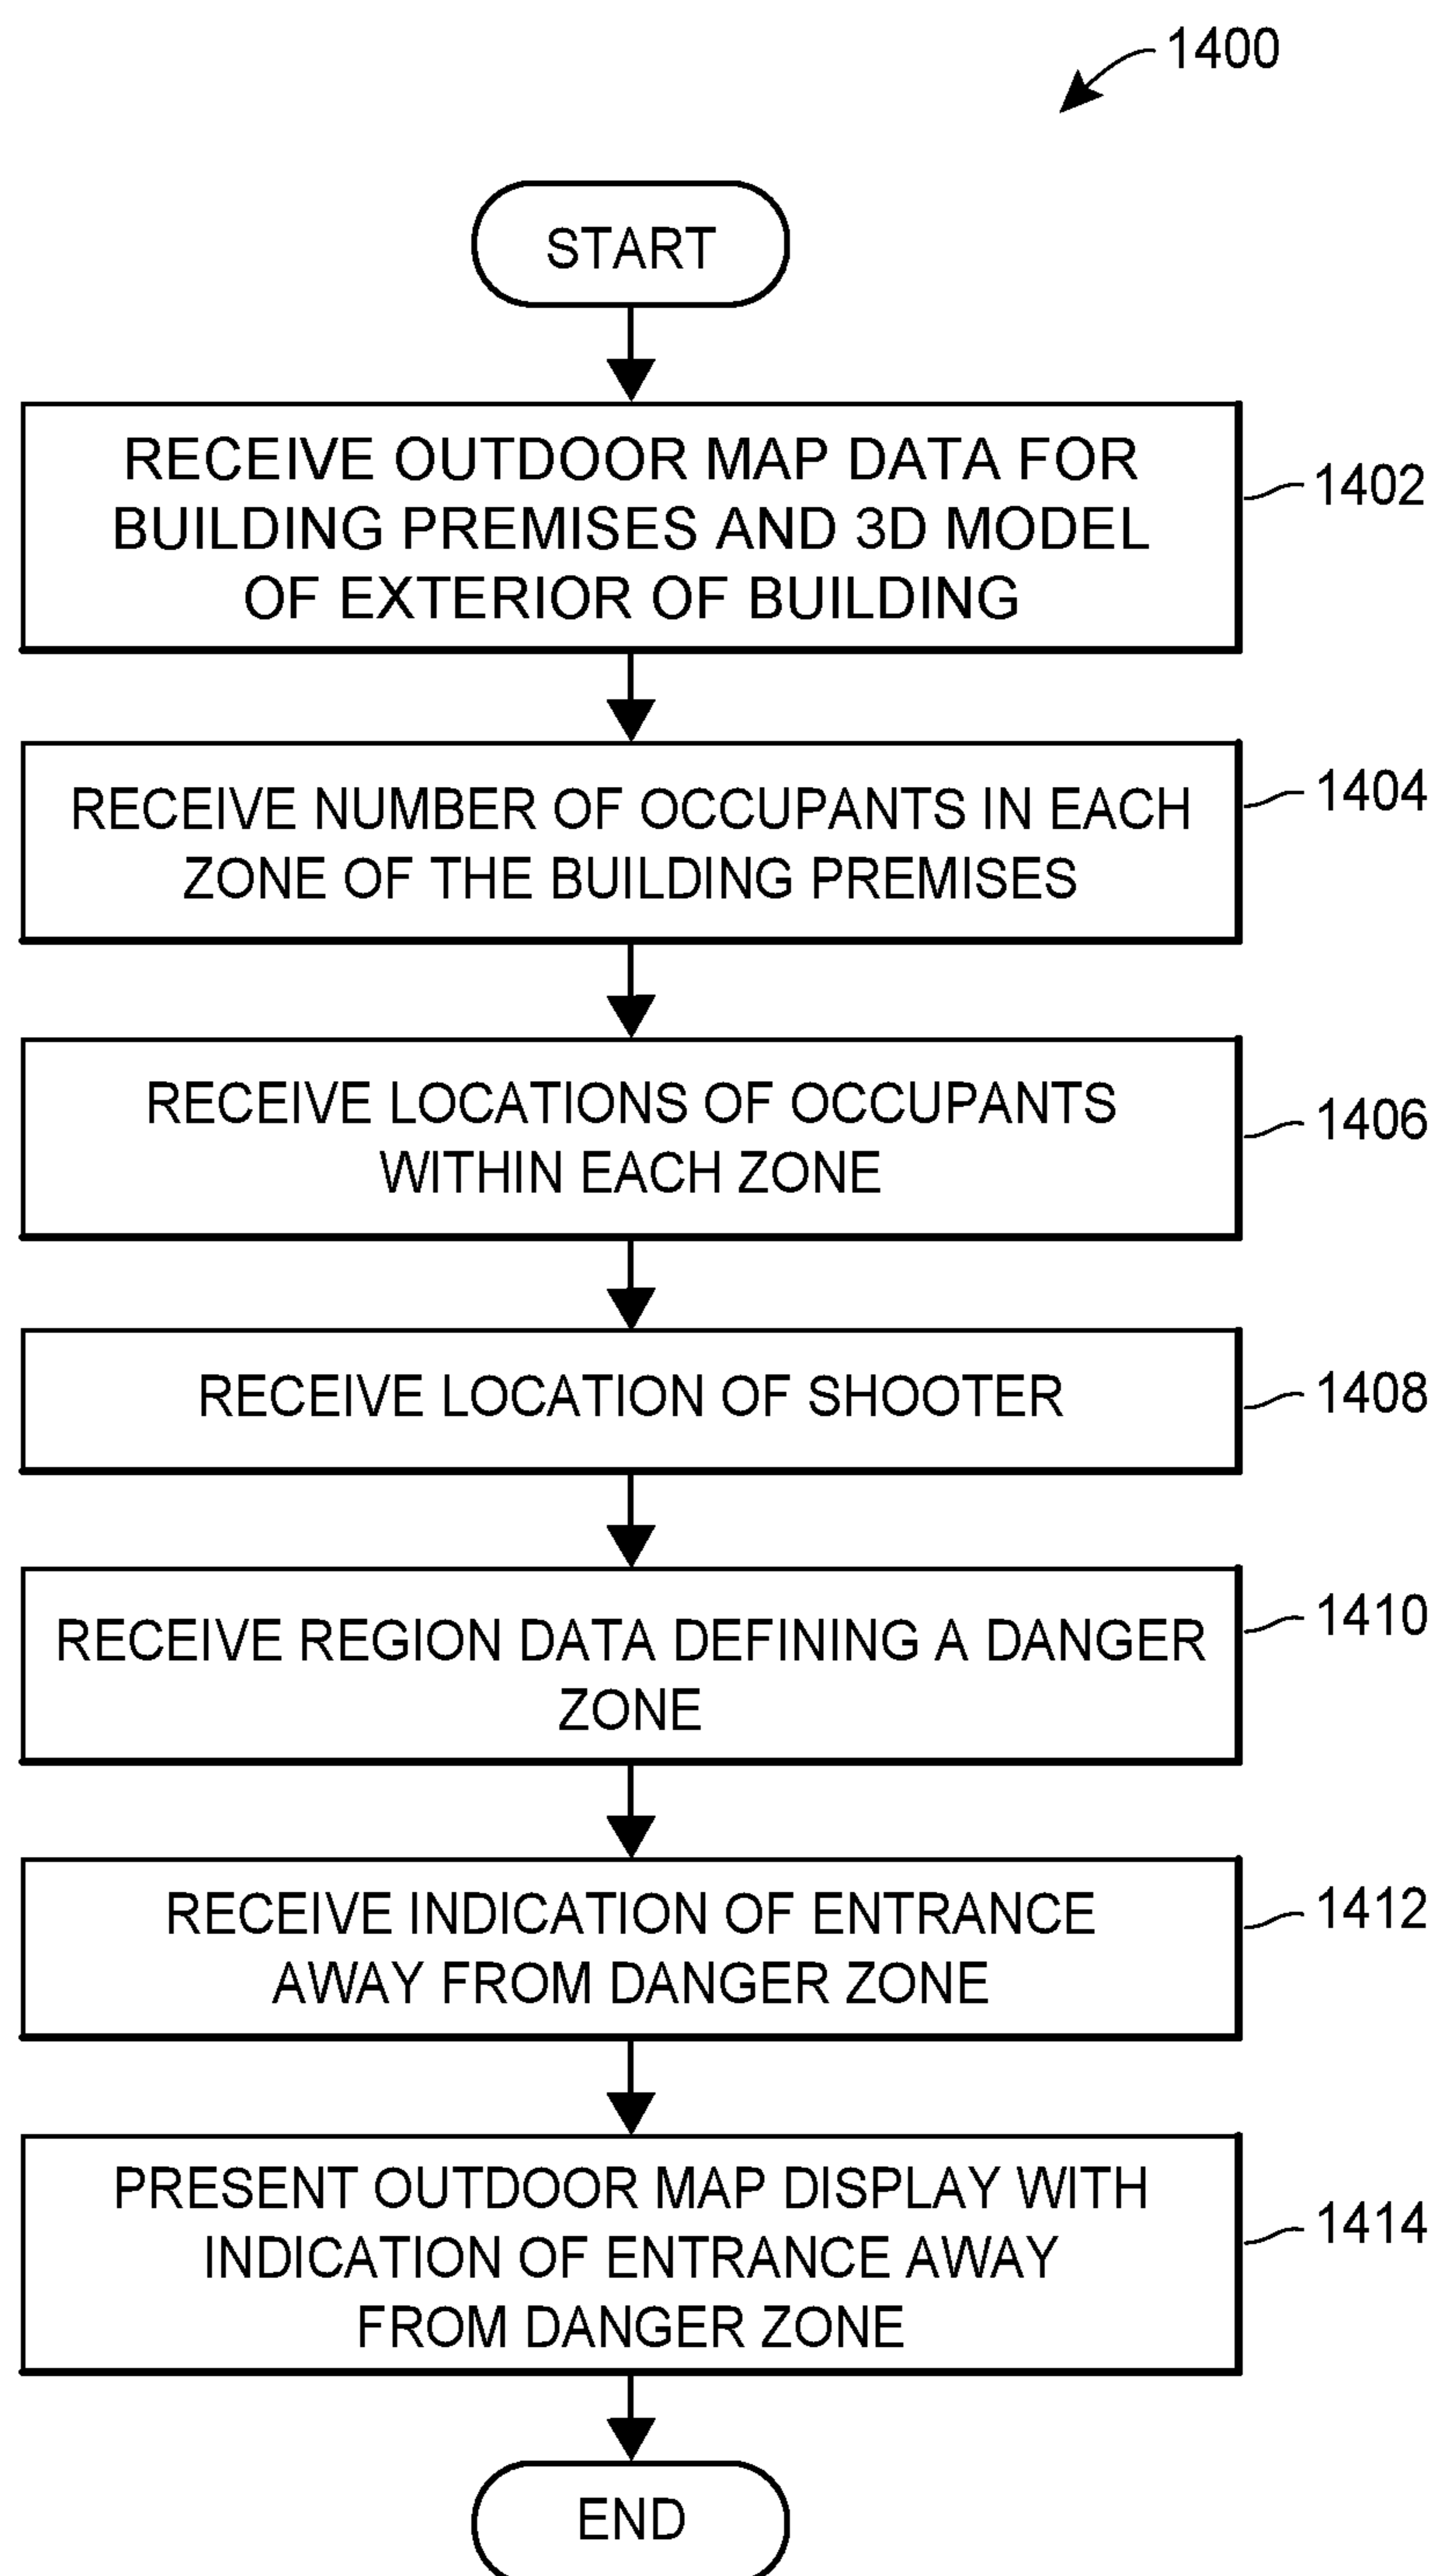 1400
START
RECEIVE OUTDOOR MAP DATA FOR
BUILDING PREMISES AND 3D MODEL
OF EXTERIOR OF BUILDING
1402
RECEIVE NUMBER OF OCCUPANTS IN EACH
ZONE OF THE BUILDING PREMISES
1404
RECEIVE LOCATIONS OF OCCUPANTS
WITHIN EACH ZONE
1406
RECEIVE LOCATION OF SHOOTER
1408
RECEIVE REGION DATA DEFINING A DANGER
ZONE
1410
RECEIVE INDICATION OF ENTRANCE
AWAY FROM DANGER ZONE
1412
PRESENT OUTDOOR MAP DISPLAY WITH
INDICATION OF ENTRANCE AWAY
FROM DANGER ZONE
1414
END